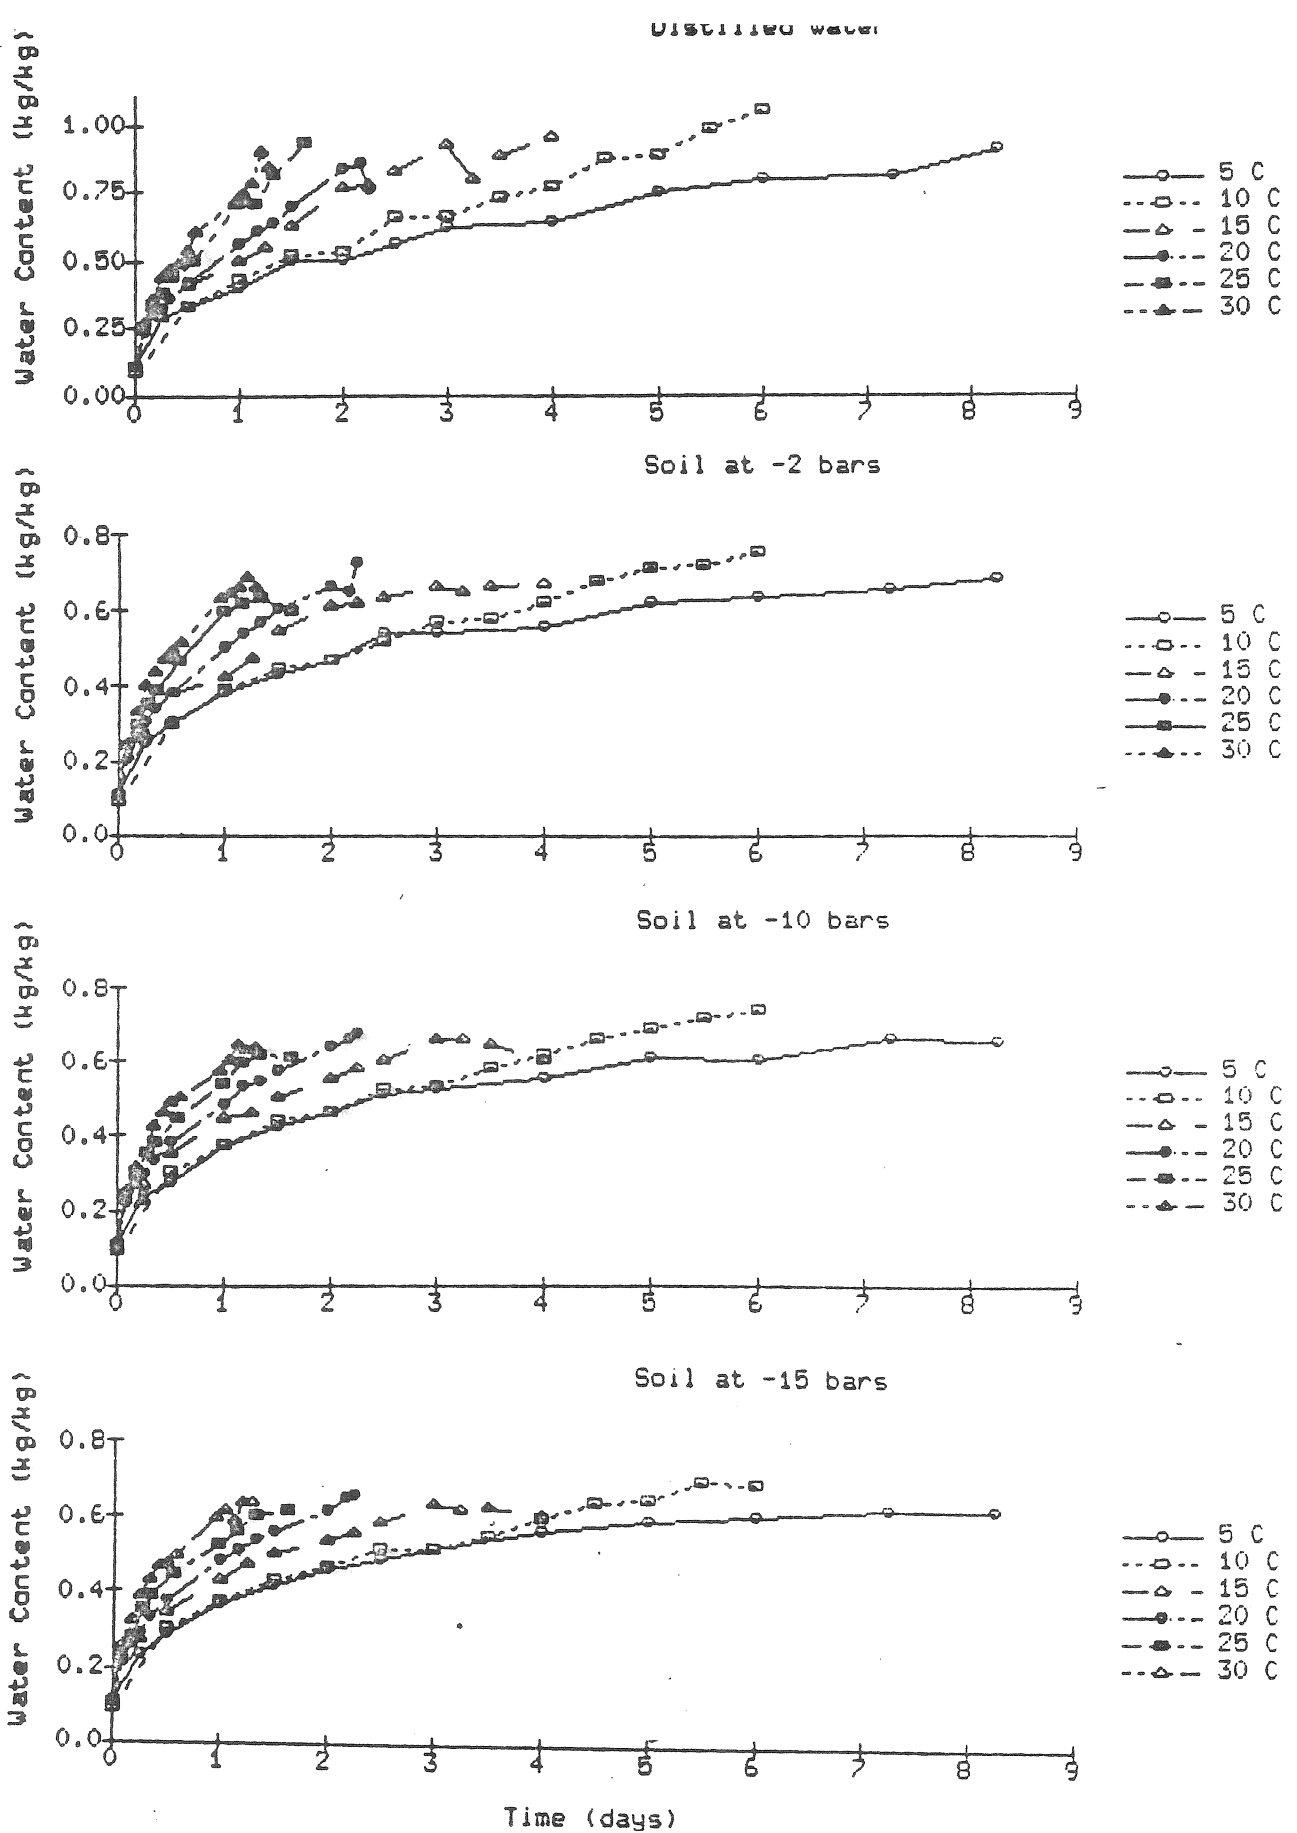 Distilled water
Water Content (kg/kg)
1.00
0.75
0.50
0.25
0.00
0 1 2 3 4 5 6 7 8 9
5 C
10 C
15 C
20 C
25 C
30 C
Soil at -2 bars
Water Content (kg/kg)
0.8
0.6
0.4
0.2
0.0
0 1 2 3 4 5 6 7 8 9
5 C
10 C
15 C
20 C
25 C
30 C
Soil at -10 bars
Water Content (kg/kg)
0.8
0.6
0.4
0.2
0.0
0 1 2 3 4 5 6 7 8 9
5 C
10 C
15 C
20 C
25 C
30 C
Soil at -15 bars
Water Content (kg/kg)
0.8
0.6
0.4
0.2
0.0
0 1 2 3 4 5 6 7 8 9
5 C
10 C
15 C
20 C
25 C
30 C
Time (days)